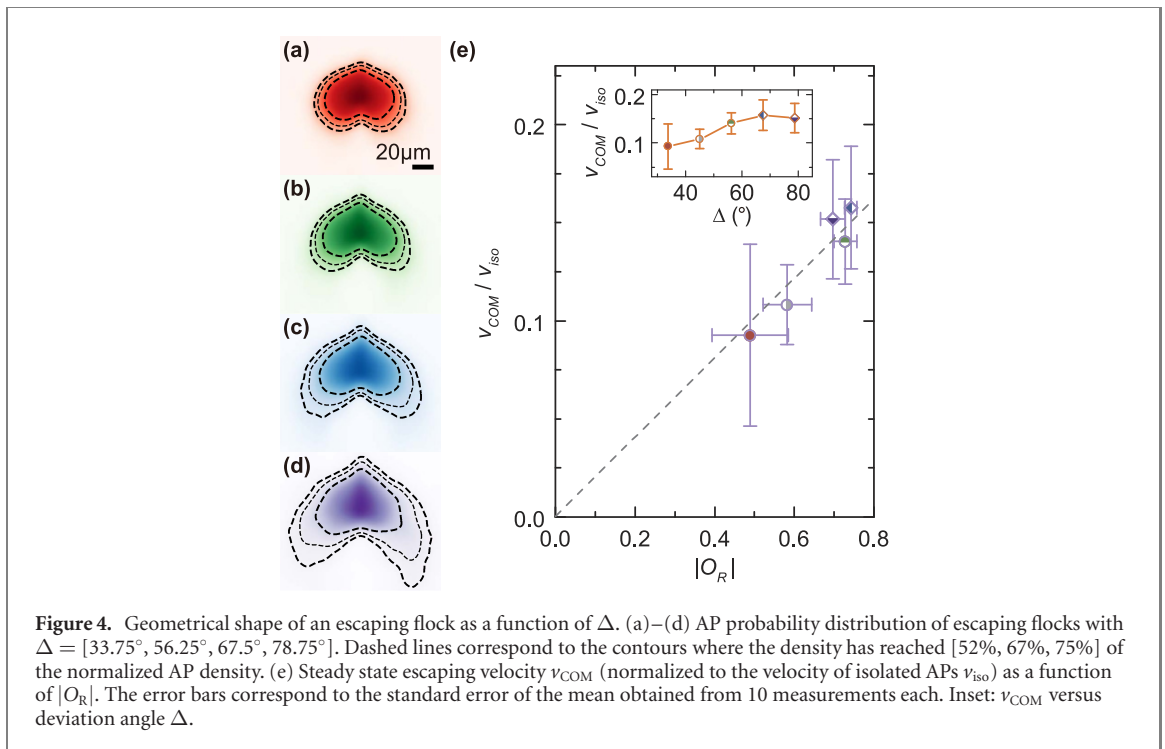 (a)
20μm
(b)
(c)
(d)
(e)
v_COM / v_iso
0.2
0.1
0.0
0.0 0.2 0.4 0.6 0.8
|O_R|
v_COM / v_iso
0.2
0.1
40 60 80
Δ (°)
Figure 4. Geometrical shape of an escaping flock as a function of Δ. (a)–(d) AP probability distribution of escaping flocks with
Δ = [33.75°, 56.25°, 67.5°, 78.75°]. Dashed lines correspond to the contours where the density has reached [52%, 67%, 75%] of
the normalized AP density. (e) Steady state escaping velocity v_COM (normalized to the velocity of isolated APs v_iso) as a function
of |O_R|. The error bars correspond to the standard error of the mean obtained from 10 measurements each. Inset: v_COM versus
deviation angle Δ.